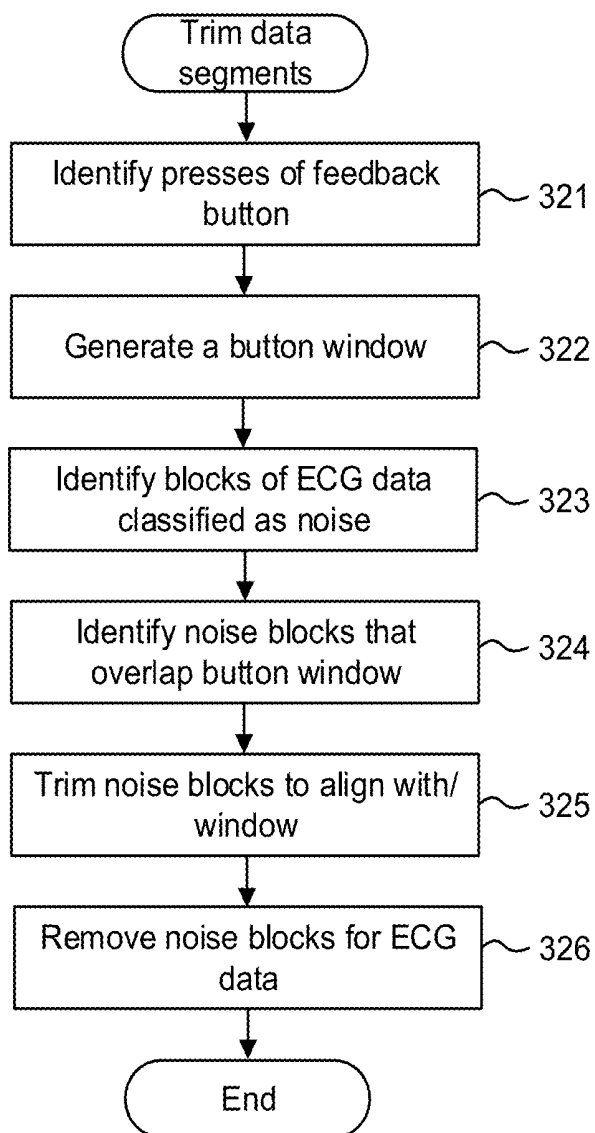 Trim data
segments
Identify presses of feedback
button
321
Generate a button window
322
Identify blocks of ECG data
classified as noise
323
Identify noise blocks that
overlap button window
324
Trim noise blocks to align with/
window
325
Remove noise blocks for ECG
data
326
End